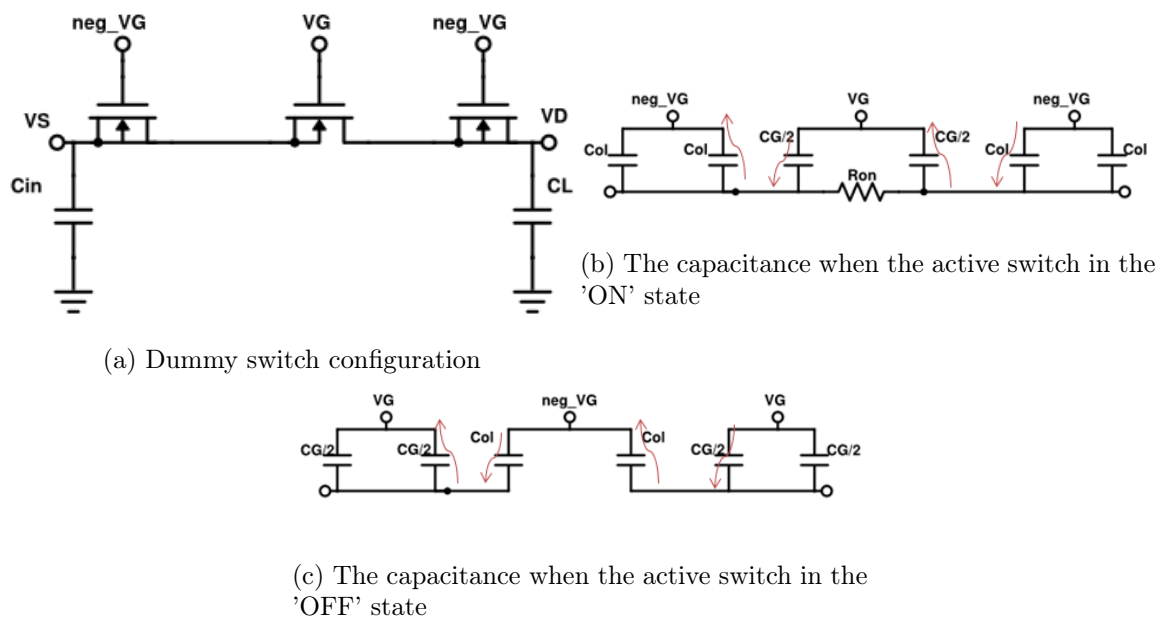 neg_VG VG neg_VG
VS VD
Cin CL
(a) Dummy switch configuration
neg_VG VG neg_VG
Col Col CG/2 CG/2 Col Col
Ron
(b) The capacitance when the active switch in the
’ON’ state
VG neg_VG VG
CG/2 CG/2 Col Col CG/2 CG/2
(c) The capacitance when the active switch in the
’OFF’ state